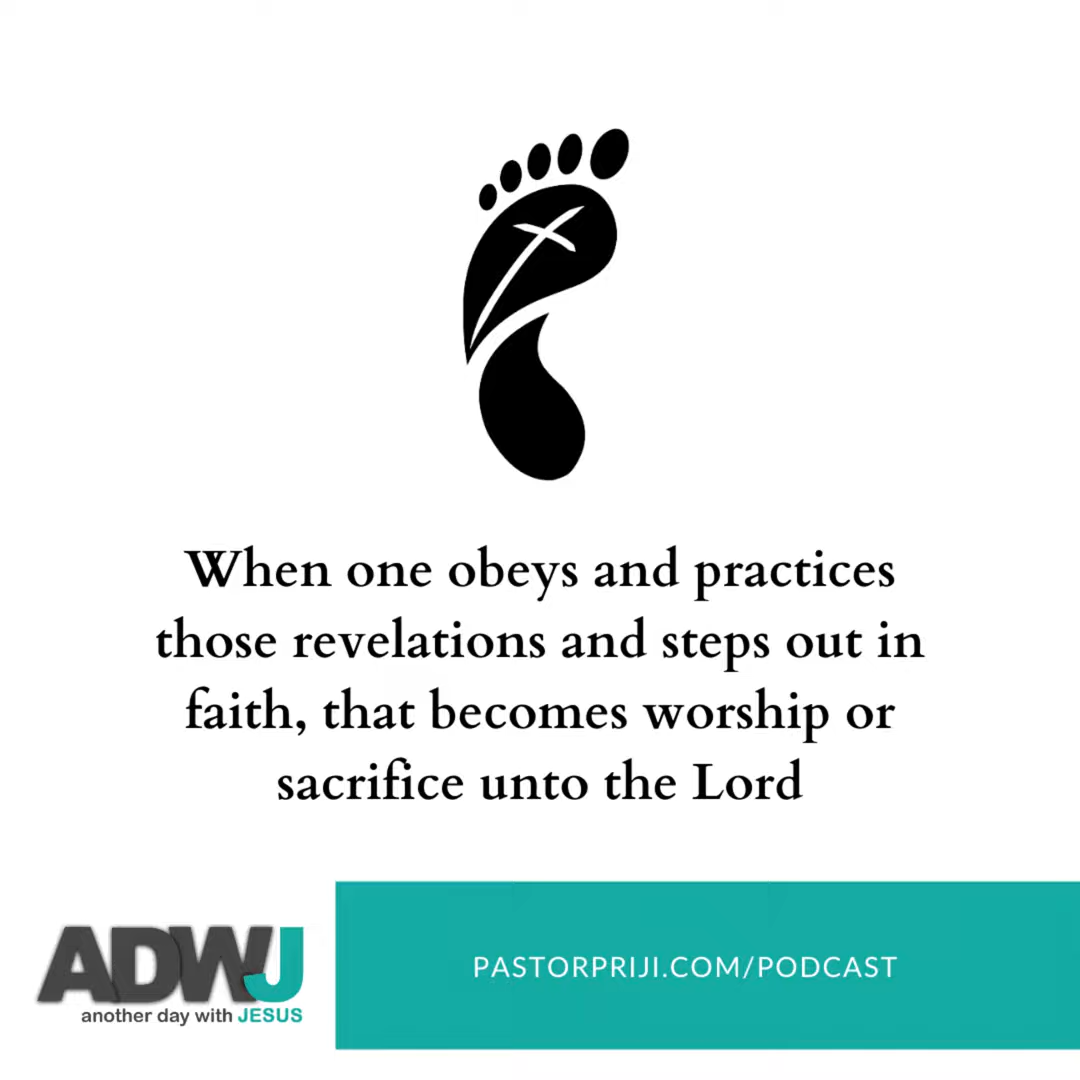 When one obeys and practices
those revelations and steps out in
faith, that becomes worship or
sacrifice unto the Lord
ADWJ
another day with JESUS
PASTORPRIJI.COM/PODCAST